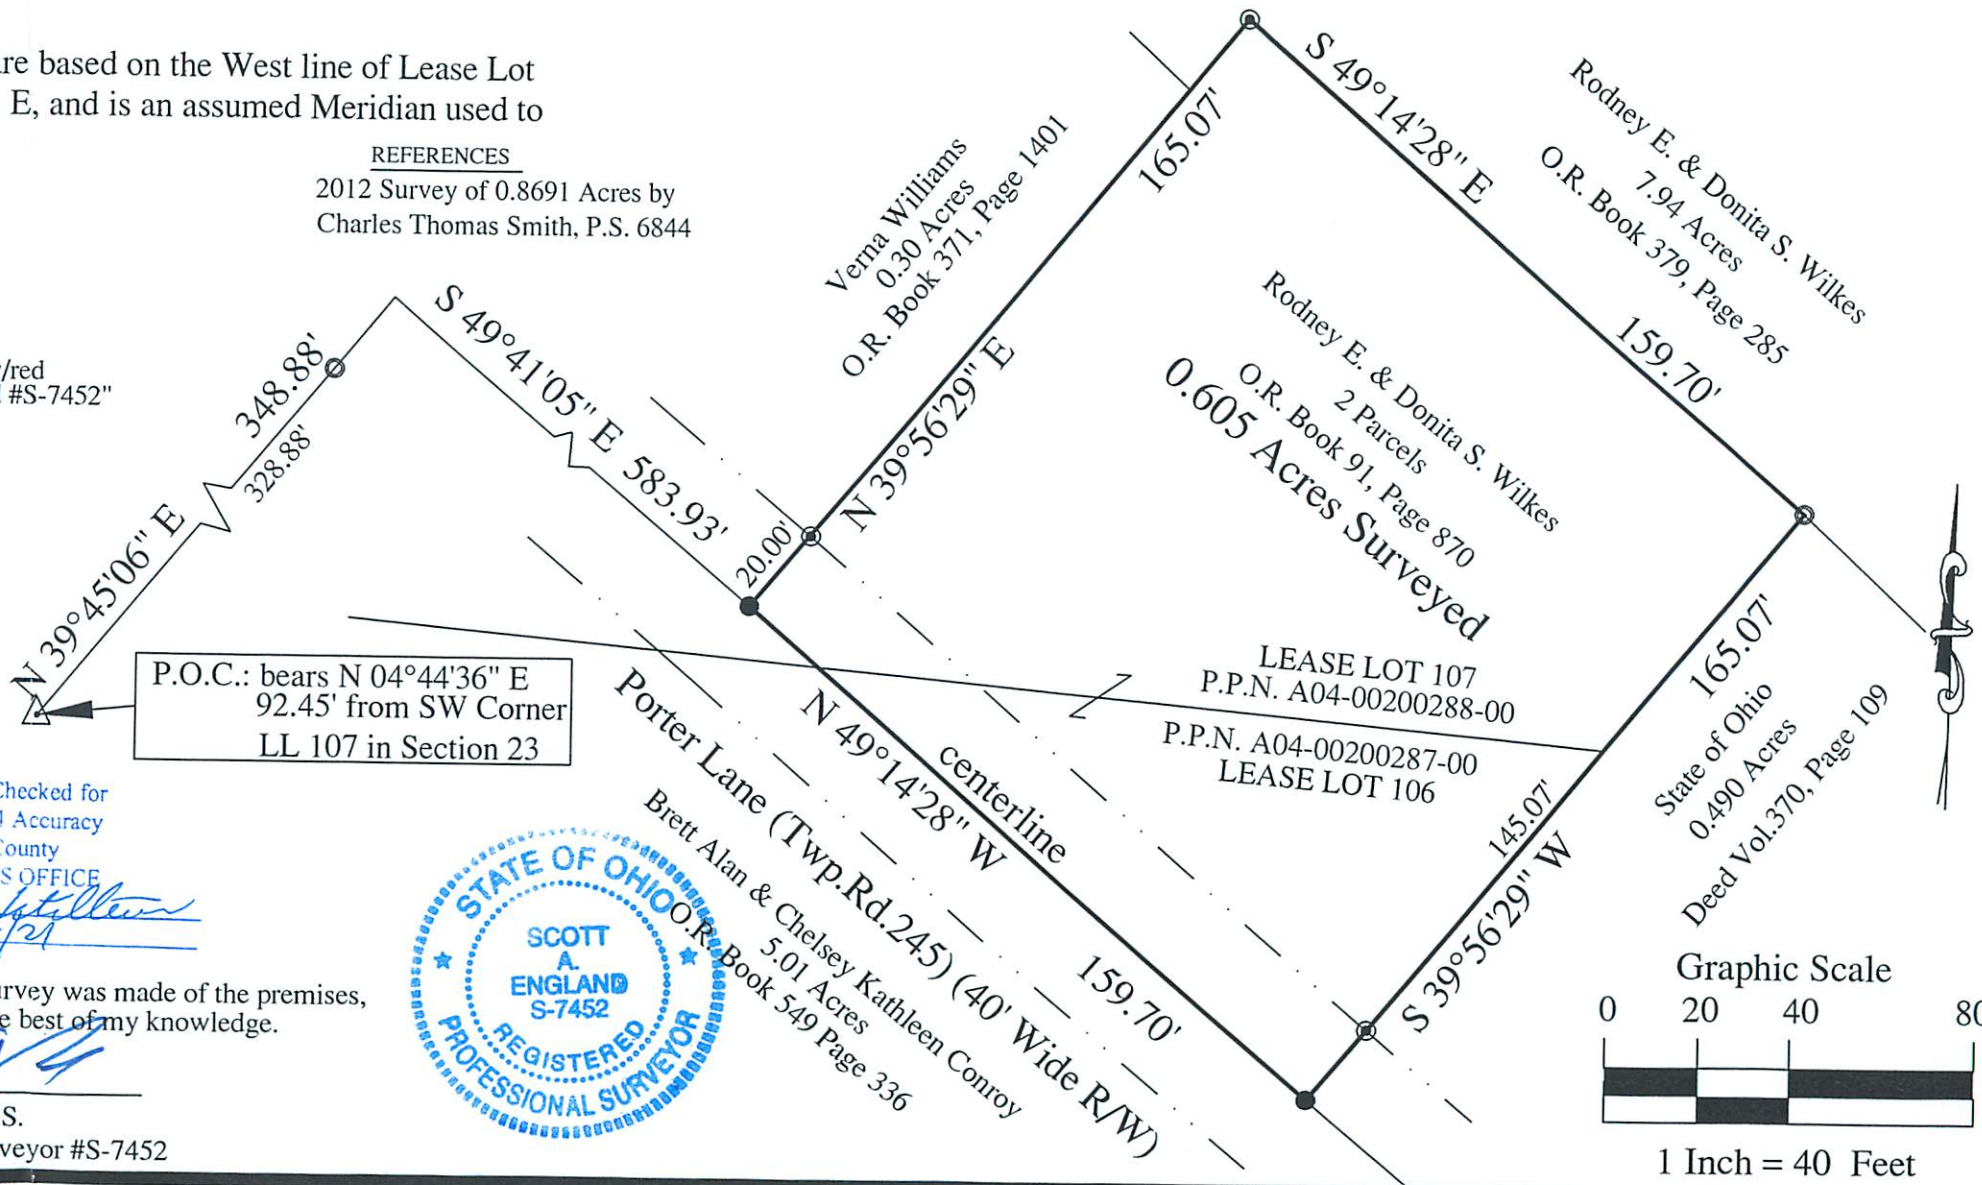 are based on the West line of Lease Lot
E, and is an assumed Meridian used to
REFERENCES
2012 Survey of 0.8691 Acres by
Charles Thomas Smith, P.S. 6844
/red
#S-7452"
N 39°45'06" E
348.88'
328.88'
S 49°41'05" E 583.93'
P.O.C.: bears N 04°44'36" E
92.45' from SW Corner
LL 107 in Section 23
Verna Williams
0.30 Acres
O.R. Book 371, Page 1401
165.07'
N 39°56'29" E
20.00'
S 49°14'28" E
159.70'
Rodney E. & Donita S. Wilkes
7.94 Acres
O.R. Book 379, Page 285
Rodney E. & Donita S. Wilkes
2 Parcels
O.R. Book 91, Page 870
0.605 Acres Surveyed
LEASE LOT 107
P.P.N. A04-00200288-00
P.P.N. A04-00200287-00
LEASE LOT 106
165.07'
145.07'
S 39°56'29" W
State of Ohio
0.490 Acres
Deed Vol.370, Page 109
N 49°14'28" W
centerline
159.70'
Porter Lane (Twp.Rd.245) (40' Wide R/W)
Brett Alan & Chelsey Kathleen Conroy
5.01 Acres
O.R. Book 549 Page 336
Checked for
Accuracy
County
S OFFICE
/21
STATE OF OHIO
SCOTT
A.
ENGLAND
S-7452
REGISTERED
PROFESSIONAL SURVEYOR
urvey was made of the premises,
e best of my knowledge.
S.
veyor #S-7452
Graphic Scale
0 20 40 80
1 Inch = 40 Feet